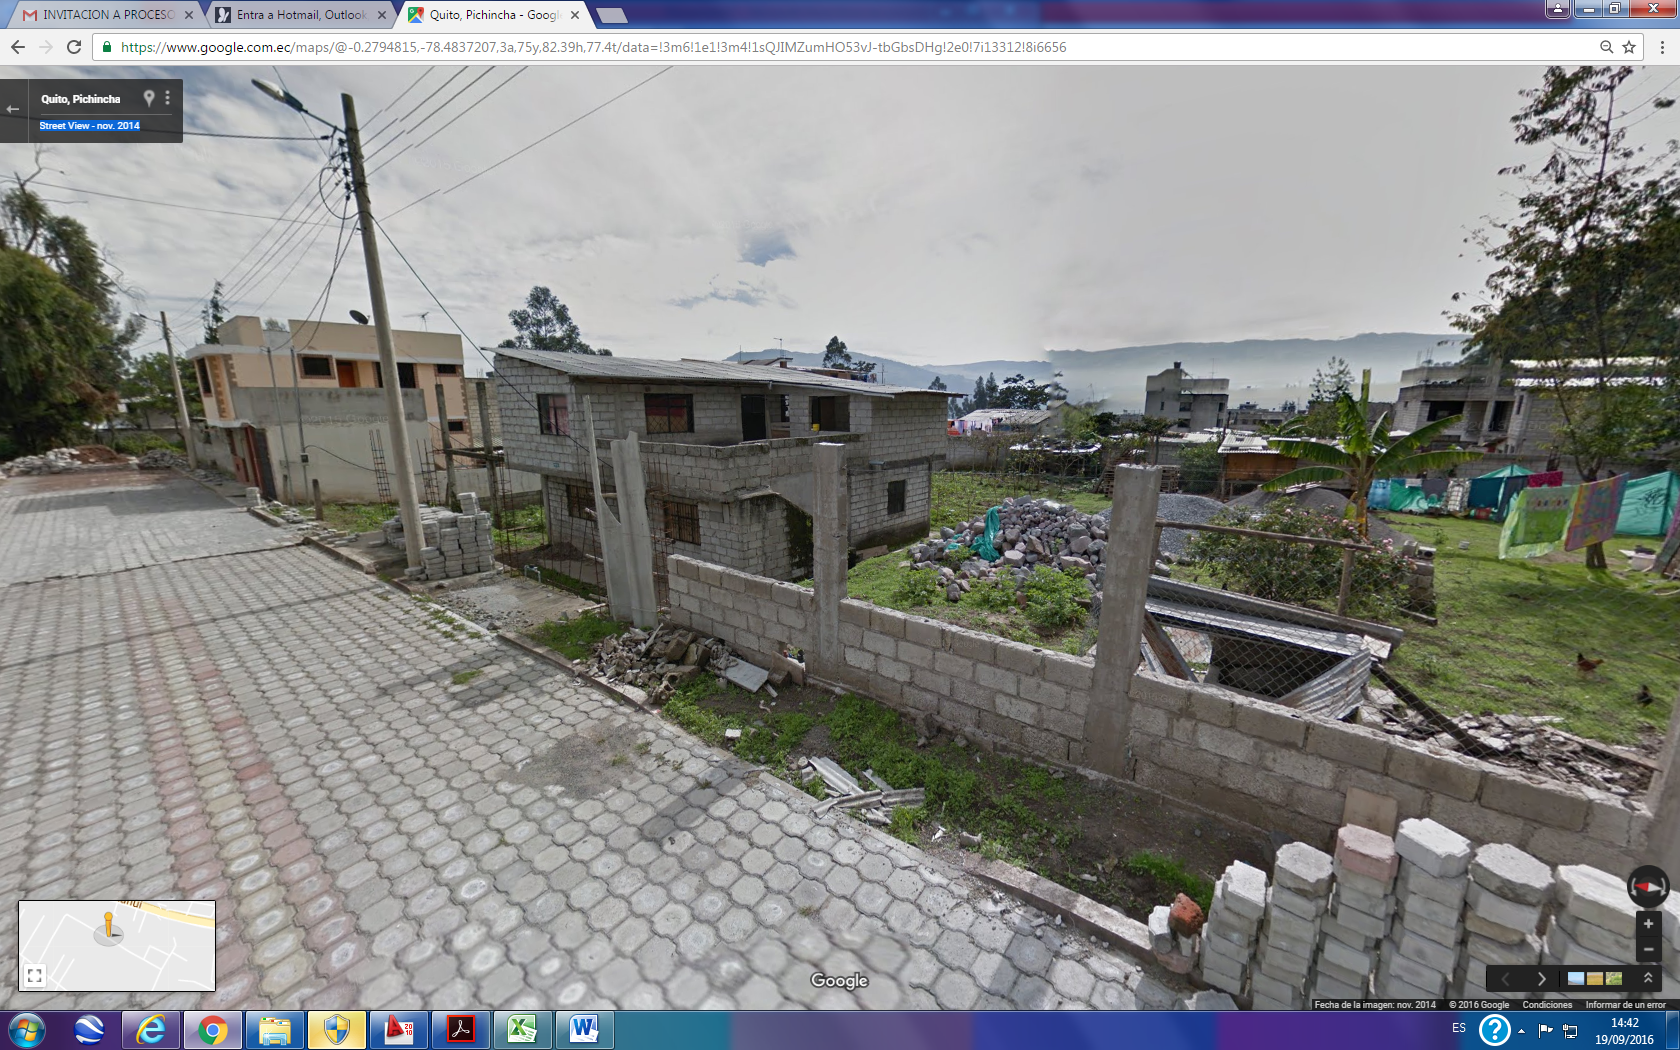 INVITACION A PROCESO
Entra a Hotmail, Outlook
Quito, Pichincha - Google
https://www.google.com.ec/maps/@-0.2794815,-78.4837207,3a,75y,82.39h,77.4t/data=!3m6!1e1!3m4!1sQJIMZumHO53vJ-tbGbsDHg!2e0!7i13312!8i6656
Quito, Pichincha
Street View - nov. 2014
Google
Fecha de la imagen: nov. 2014 © 2016 Google Condiciones Informar de un error
2010
ES
14:42
19/09/2016